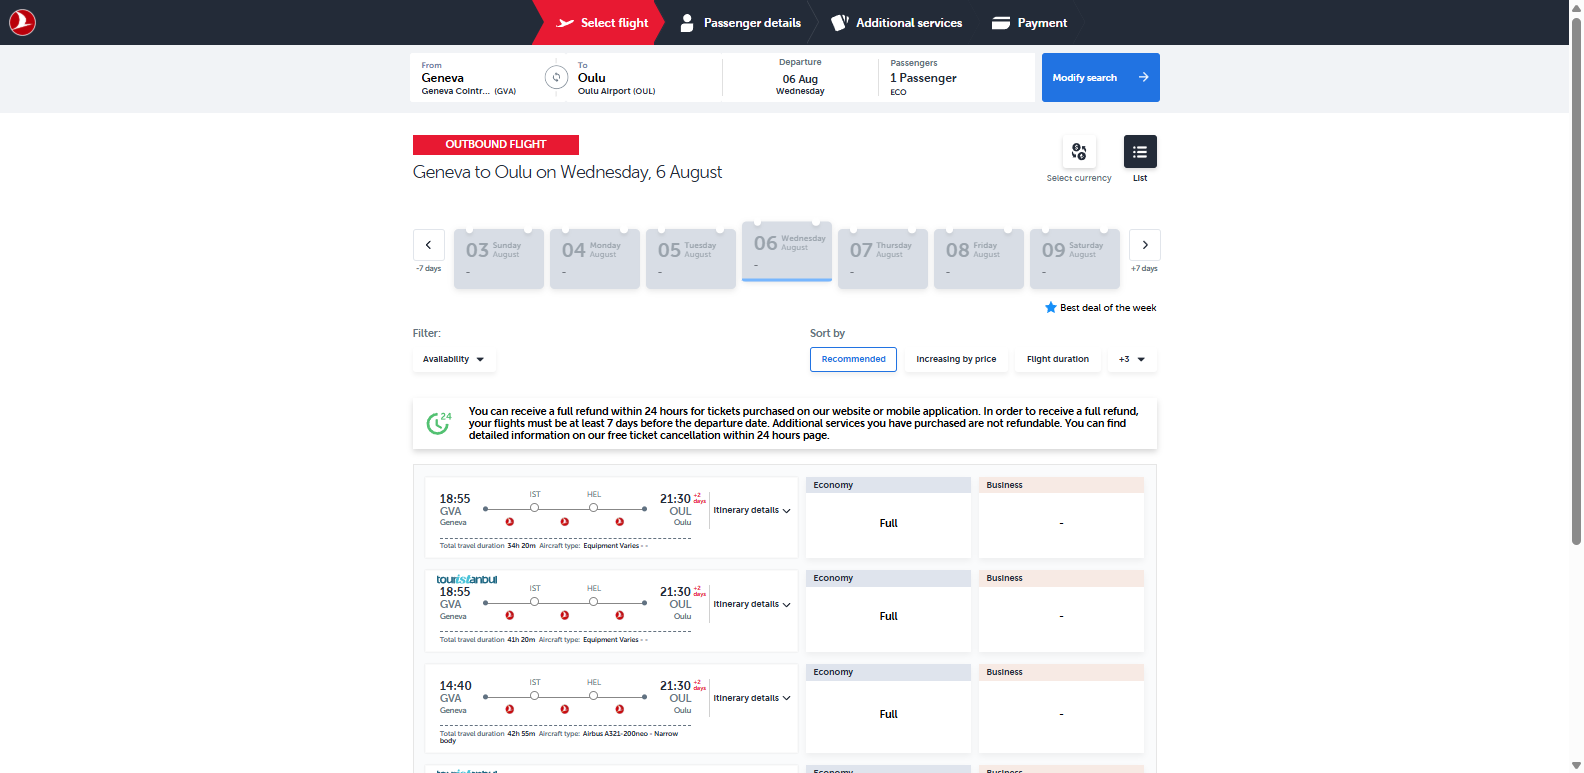 Select flight
Passenger details
Additional services
Payment
From
Geneva
Geneva Cointr... (GVA)
To
Oulu
Oulu Airport (OUL)
Departure
06 Aug
Wednesday
Passengers
1 Passenger
ECO
Modify search
OUTBOUND FLIGHT
Geneva to Oulu on Wednesday, 6 August
Select currency
List
-7 days
03 Sunday August
-
04 Monday August
-
05 Tuesday August
-
06 Wednesday August
-
07 Thursday August
-
08 Friday August
-
09 Saturday August
-
+7 days
Best deal of the week
Filter:
Availability
Sort by
Recommended
Increasing by price
Flight duration
+3
24
You can receive a full refund within 24 hours for tickets purchased on our website or mobile application. In order to receive a full refund,
your flights must be at least 7 days before the departure date. Additional services you have purchased are not refundable. You can find
detailed information on our free ticket cancellation within 24 hours page.
18:55
GVA
Geneva
IST
HEL
21:30 +2 days
OUL
Oulu
Itinerary details
Total travel duration 34h 20m Aircraft type: Equipment Varies - -
Economy
Full
Business
-
touristanbul
18:55
GVA
Geneva
IST
HEL
21:30 +2 days
OUL
Oulu
Itinerary details
Total travel duration 41h 20m Aircraft type: Equipment Varies - -
Economy
Full
Business
-
14:40
GVA
Geneva
IST
HEL
21:30 +2 days
OUL
Oulu
Itinerary details
Total travel duration 42h 55m Aircraft type: Airbus A321-200neo - Narrow
body
Economy
Full
Business
-
touristanbul
Economy
Business